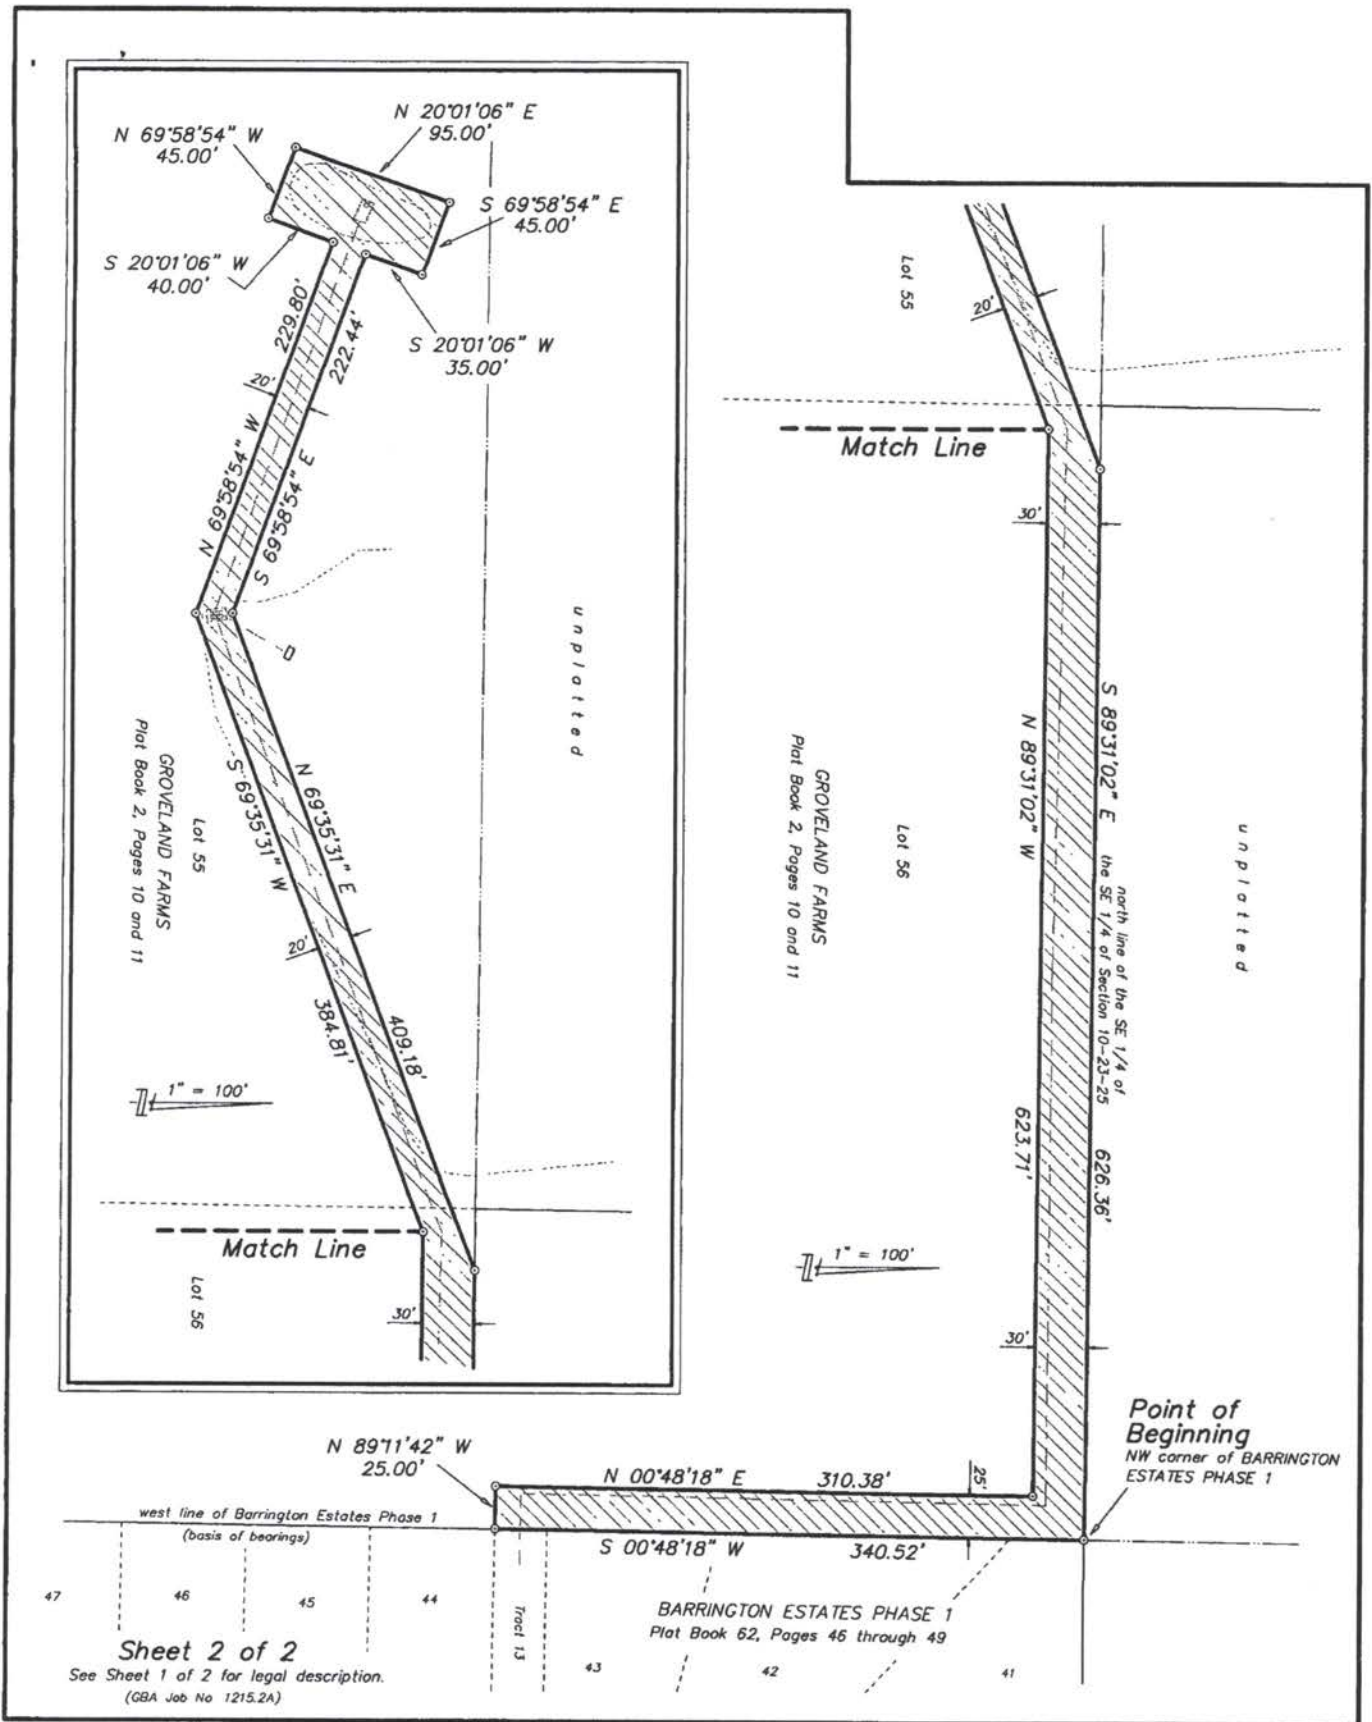 N 20°01'06" E
95.00'
N 69°58'54" W
45.00'
S 69°58'54" E
45.00'
S 20°01'06" W
40.00'
S 20°01'06" W
35.00'
229.80'
222.44'
20'
N 69°58'54" W
S 69°58'54" E
unplatted
N 69°35'31" E
S 69°35'31" W
Lot 55
GROVELAND FARMS
Plat Book 2, Pages 10 and 11
20'
409.18'
384.81'
1" = 100'
Match Line
Lot 56
30'
Lot 55
20'
Match Line
30'
S 89°31'02" E
N 89°31'02" W
north line of the SE 1/4 of
the SE 1/4 of Section 10-23-25
unplatted
Lot 56
GROVELAND FARMS
Plat Book 2, Pages 10 and 11
623.71'
626.36'
1" = 100'
30'
Point of
Beginning
NW corner of BARRINGTON
ESTATES PHASE 1
N 89°11'42" W
25.00'
N 00°48'18" E 310.38'
25'
west line of Barrington Estates Phase 1
(basis of bearings)
S 00°48'18" W 340.52'
47 46 45 44
Tract 13
BARRINGTON ESTATES PHASE 1
Plat Book 62, Pages 46 through 49
43 42 41
Sheet 2 of 2
See Sheet 1 of 2 for legal description.
(GBA Job No 1215.2A)